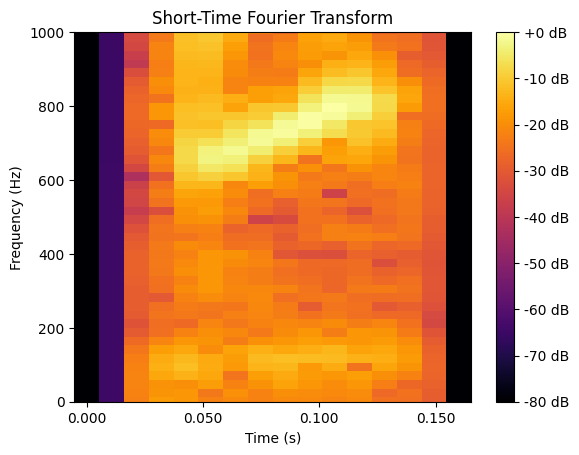 Short-Time Fourier Transform
1000
800
600
400
200
0
Frequency (Hz)
0.000
0.050
0.100
0.150
Time (s)
+0 dB
-10 dB
-20 dB
-30 dB
-40 dB
-50 dB
-60 dB
-70 dB
-80 dB